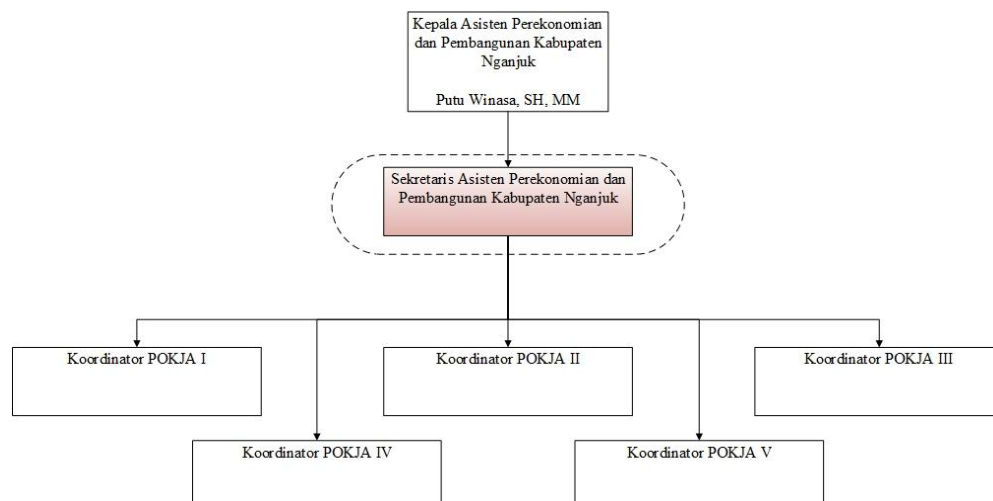 Kepala Asisten Perekonomian
dan Pembangunan Kabupaten
Nganjuk
Putu Winasa, SH, MM
Sekretaris Asisten Perekonomian dan
Pembangunan Kabupaten Nganjuk
Koordinator POKJA I
Koordinator POKJA II
Koordinator POKJA III
Koordinator POKJA IV
Koordinator POKJA V